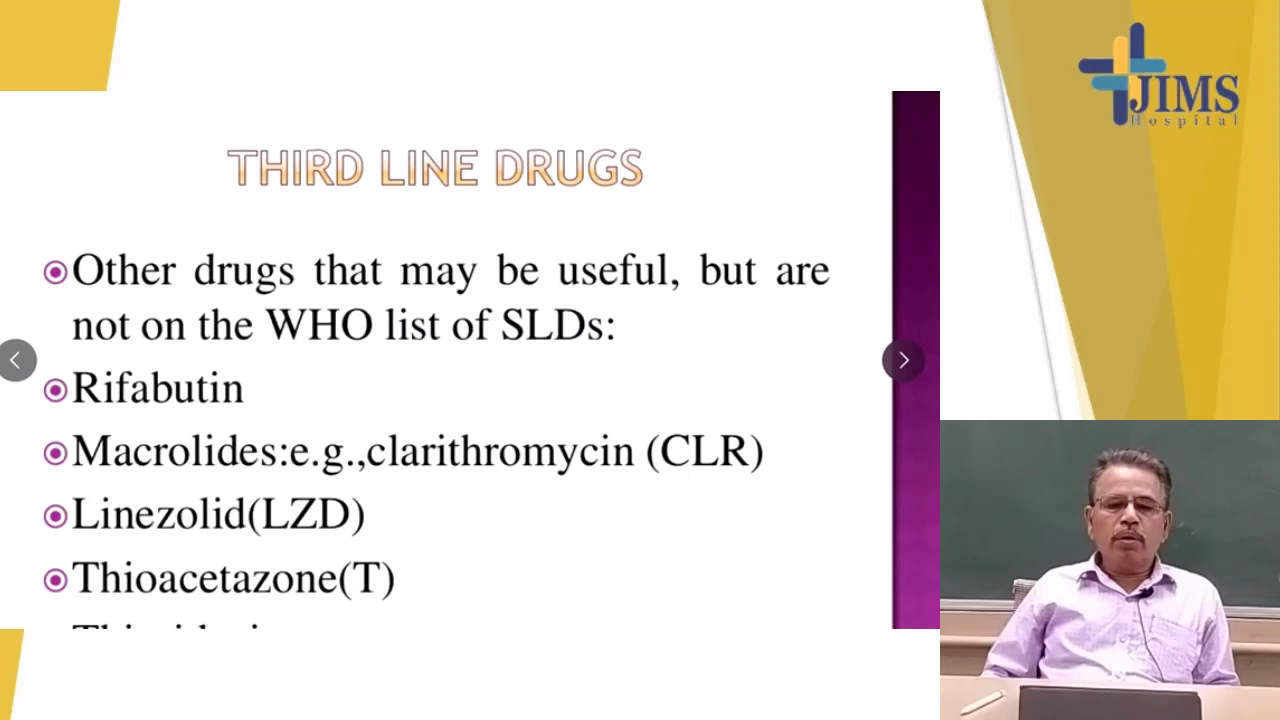 JIMS
Hospital
THIRD LINE DRUGS
Other drugs that may be useful, but are
not on the WHO list of SLDs:
Rifabutin
Macrolides:e.g.,clarithromycin (CLR)
Linezolid(LZD)
Thioacetazone(T)